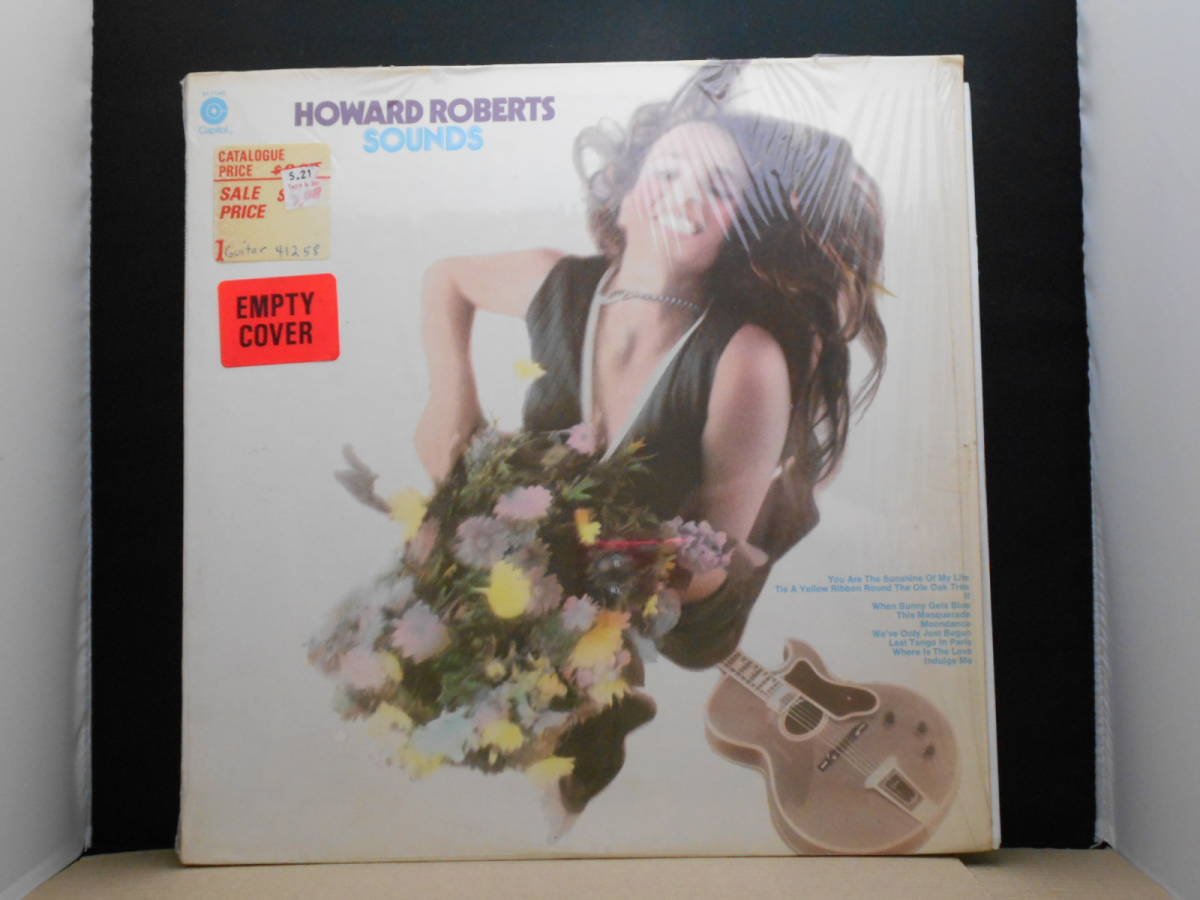 Capitol
HOWARD ROBERTS
SOUNDS
CATALOGUE
PRICE
5.21
SALE
PRICE
1 Guitar 41258
EMPTY
COVER
You Are The Sunshine Of My Life
Tie A Yellow Ribbon Round The Ole Oak Tree
If
When Sunny Gets Blue
This Masquerade
Moondance
We've Only Just Begun
Last Tango In Paris
Where Is The Love
Indulge Me